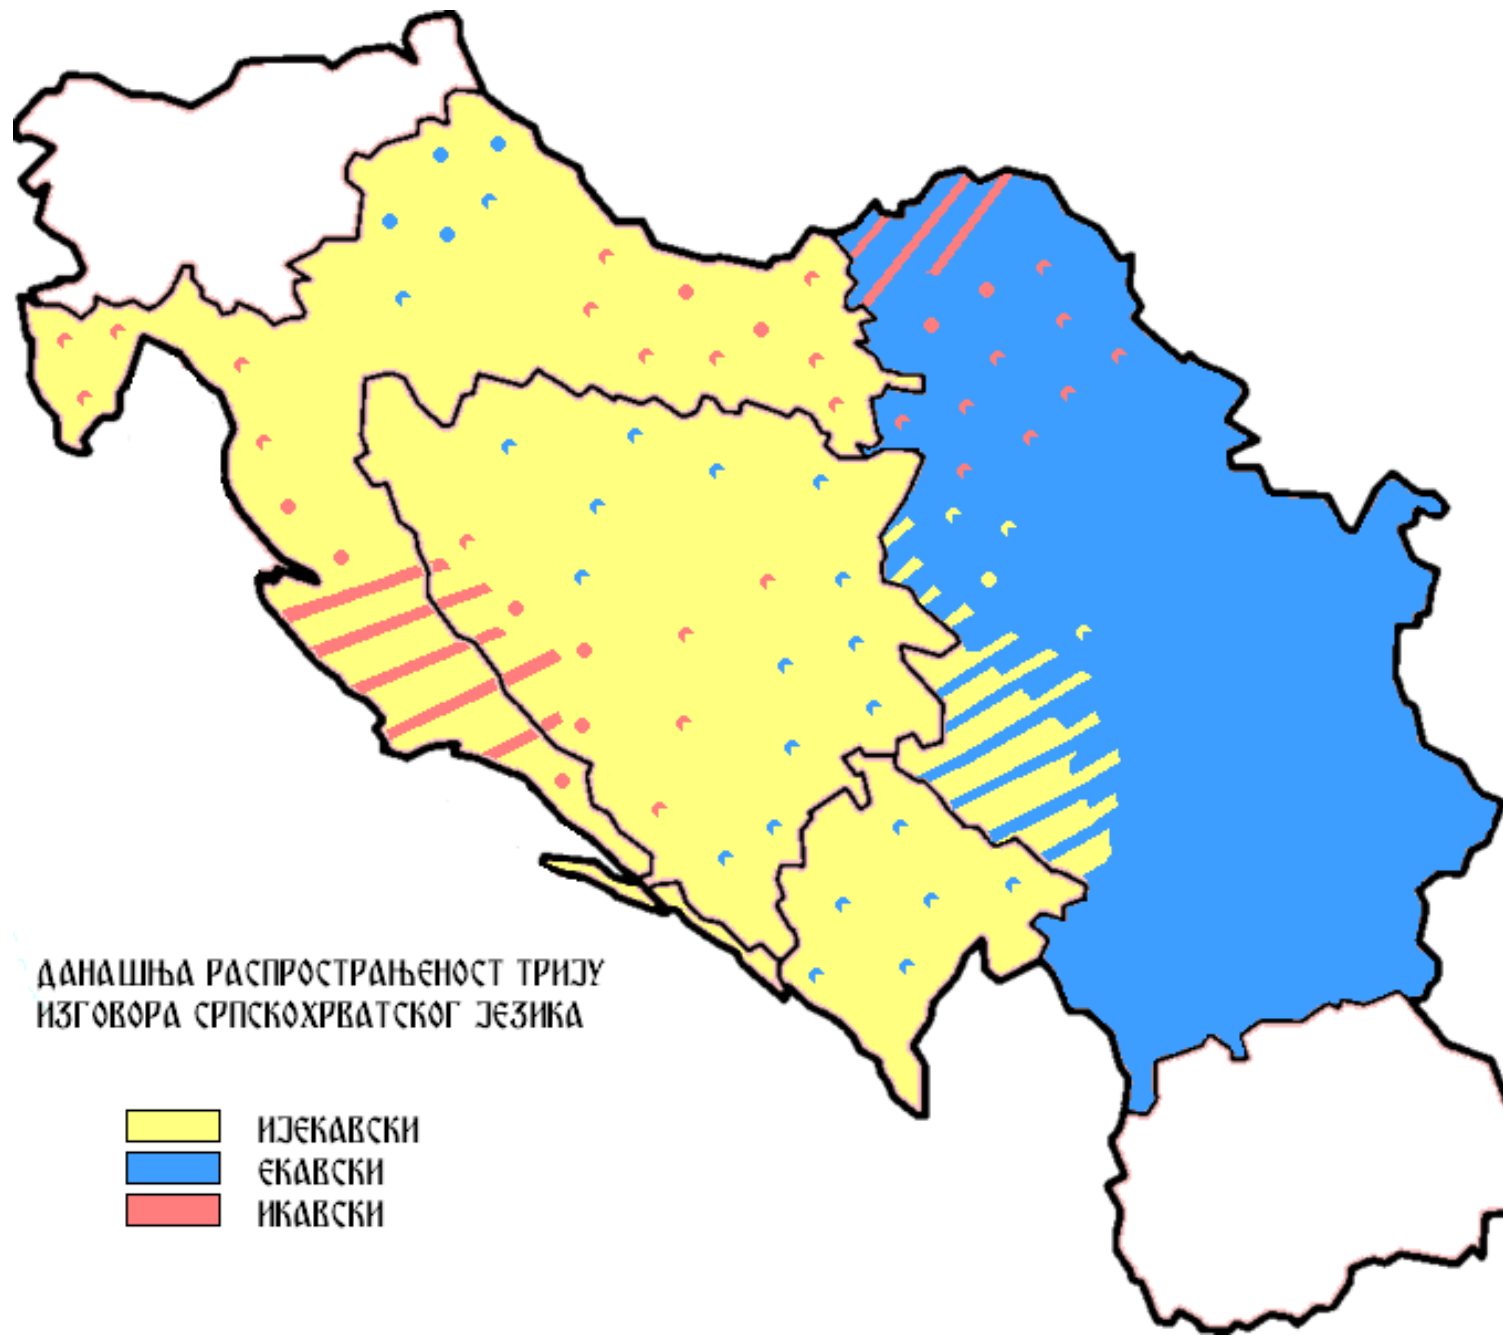 ДАНАШЊА РАСПРОСТРАЊЕНОСТ ТРИЈУ
ИЗГОВОРА СРПСКОХРВАТСКОГ ЈЕЗИКА
ИЈЕКАВСКИ
ЕКАВСКИ
ИКАВСКИ